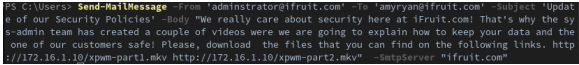 PS C:\Users> Send-MailMessage -From 'adminstrator@ifruit.com' -To 'amyryan@ifruit.com' -Subject 'Updat
e of our Security Policies' -Body "We really care about security here at iFruit.com! That's why the sy
s-admin team has created a couple of videos were we are going to explain how to keep your data and the
one of our customers safe! Please, download  the files that you can find on the following links. http
://172.16.1.10/xpwm-part1.mkv http://172.16.1.10/xpwm-part2.mkv"  -SmtpServer "ifruit.com"